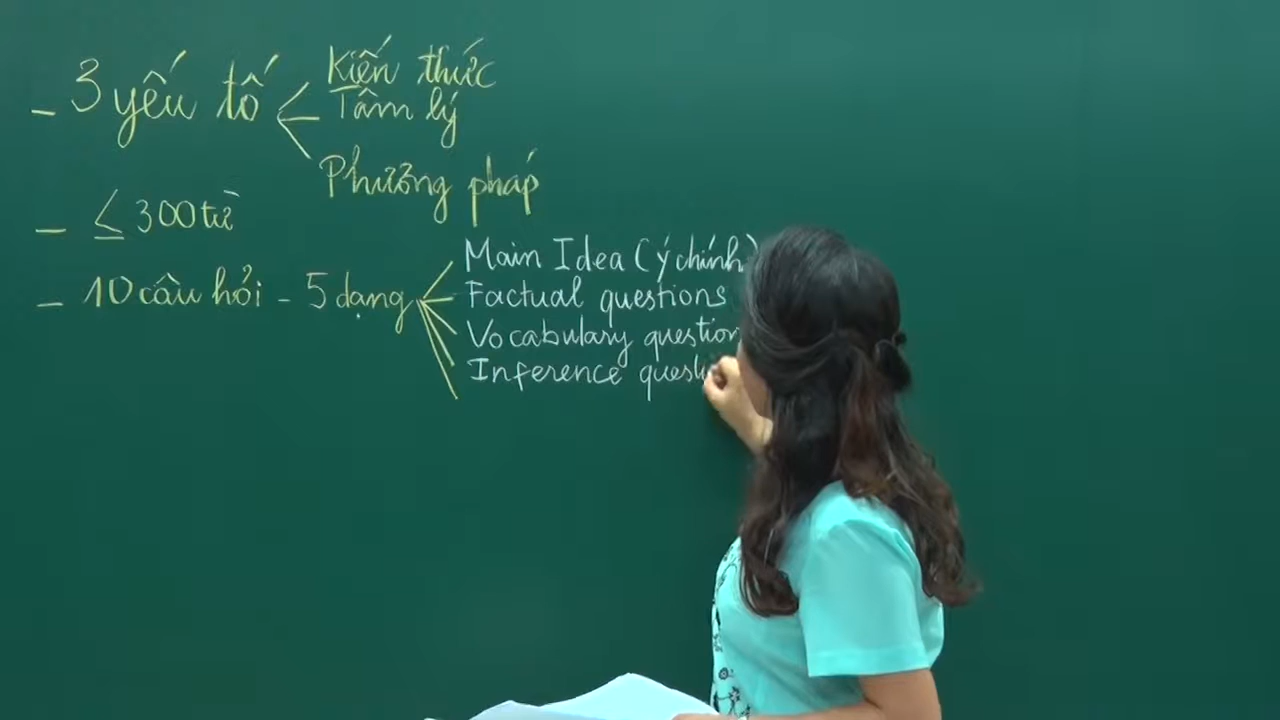 - 3 yếu tố
Kiến thức
Tâm lý
Phương pháp
- ≤ 300 từ
- 10 câu hỏi - 5 dạng
Main Idea (ý chính)
Factual questions
Vocabulary question
Inference